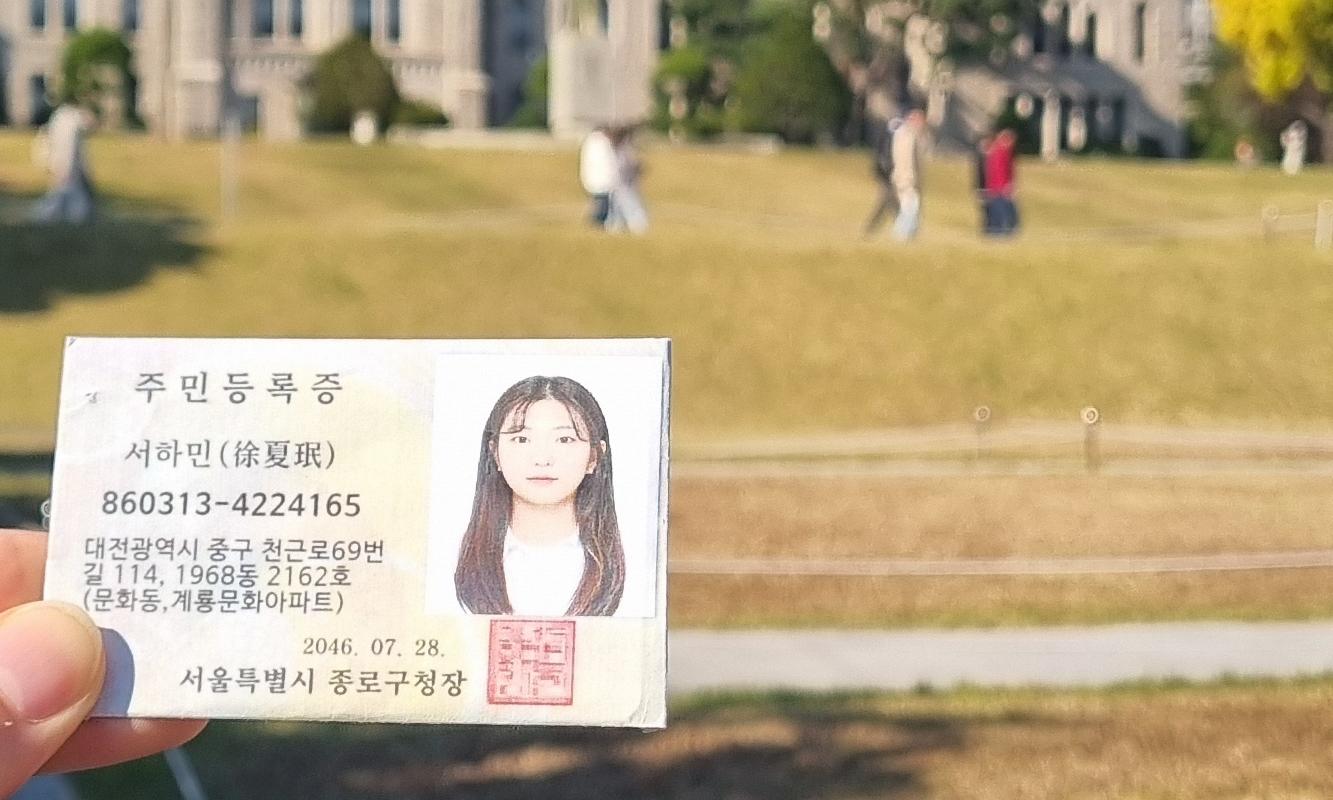 주민등록증
서하민(徐夏珉)
860313-4224165
대전광역시 중구 천근로69번
길 114, 1968동 2162호
(문화동,계룡문화아파트)
2046. 07. 28.
서울특별시 종로구청장